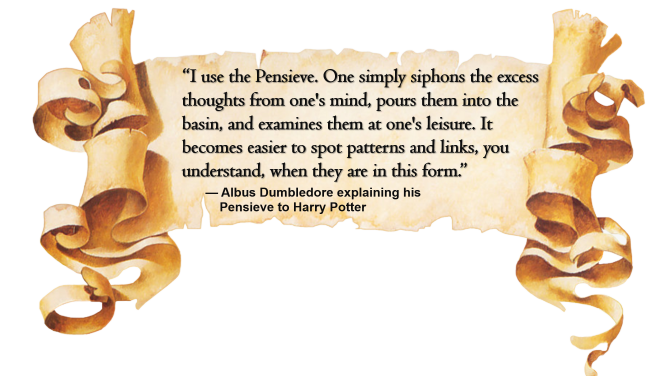 “I use the Pensieve. One simply siphons the excess
thoughts from one's mind, pours them into the
basin, and examines them at one's leisure. It
becomes easier to spot patterns and links, you
understand, when they are in this form.”
— Albus Dumbledore explaining his
Pensieve to Harry Potter